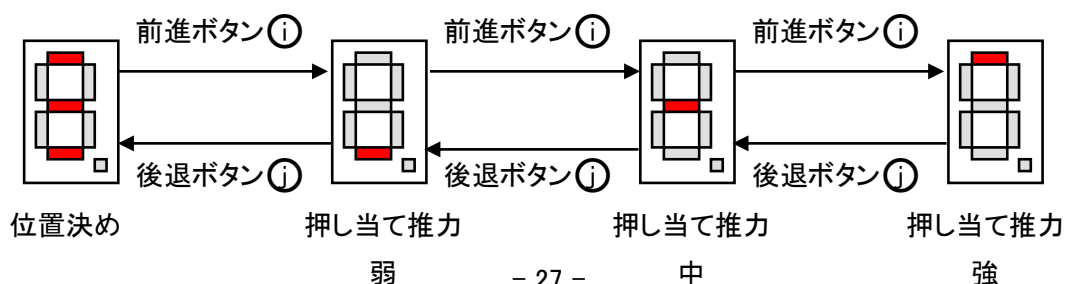 前進ボタンⓘ 前進ボタンⓘ 前進ボタンⓘ
後退ボタンⓙ 後退ボタンⓙ 後退ボタンⓙ
位置決め 押し当て推力 押し当て推力 押し当て推力
弱 中 強
- 27 -